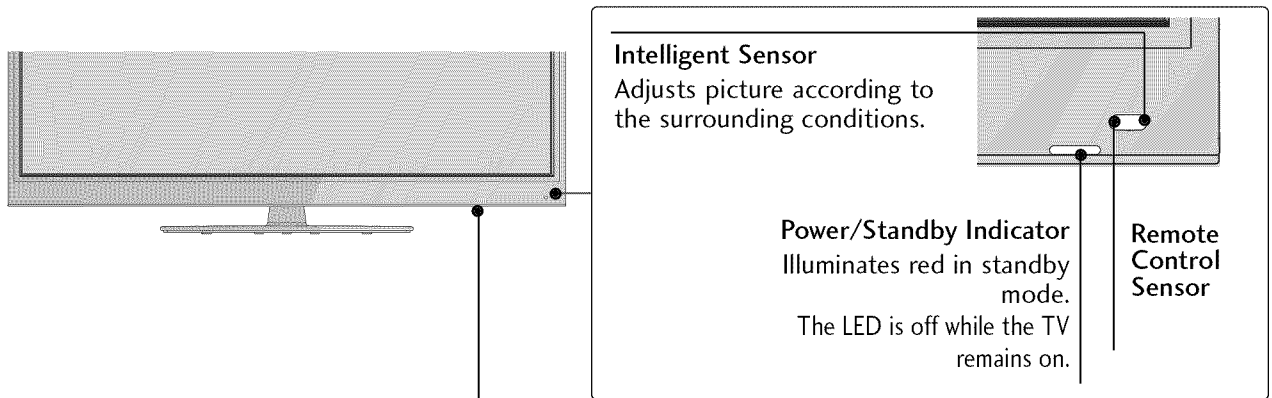 Intelligent Sensor
Adjusts picture according to
the surrounding conditions.
Power/Standby Indicator
Illuminates red in standby
mode.
The LED is off while the TV
remains on.
Remote
Control
Sensor